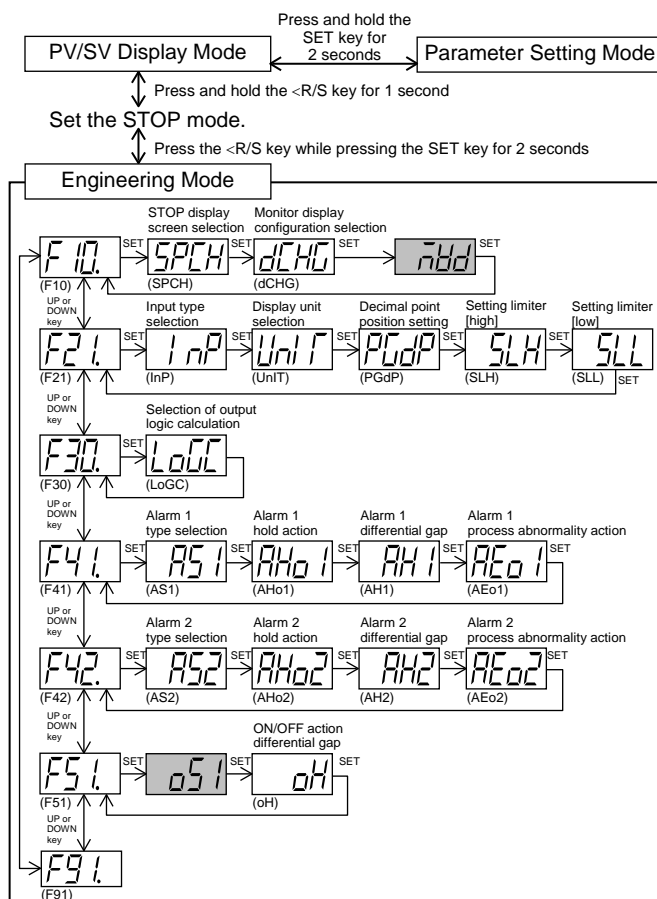 Press and hold the
SET key for
2 seconds
PV/SV Display Mode
Parameter Setting Mode
Press and hold the <R/S key for 1 second
Set the STOP mode.
Press the <R/S key while pressing the SET key for 2 seconds
Engineering Mode
STOP display
screen selection
Monitor display
configuration selection
F10. SET SPCH SET dCHG SET SET
(F10) (SPCH) (dCHG)
UP or
DOWN
key
Input type
selection
Display unit
selection
Decimal point
position setting
Setting limiter
[high]
Setting limiter
[low]
F21. SET InP SET UnIT SET PGdP SET SLH SET SLL
(F21) (InP) (UnIT) (PGdP) (SLH) (SLL) SET
UP or
DOWN
key
Selection of output
logic calculation
F30. SET LoGC
(F30) (LoGC)
UP or
DOWN
key
Alarm 1
type selection
Alarm 1
hold action
Alarm 1
differential gap
Alarm 1
process abnormality action
F41. SET AS1 SET AHo1 SET AH1 SET AEo1 SET
(F41) (AS1) (AHo1) (AH1) (AEo1)
UP or
DOWN
key
Alarm 2
type selection
Alarm 2
hold action
Alarm 2
differential gap
Alarm 2
process abnormality action
F42. SET AS2 SET AHo2 SET AH2 SET AEo2 SET
(F42) (AS2) (AHo2) (AH2) (AEo2)
UP or
DOWN
key
ON/OFF action
differential gap
F51. SET oS1 SET oH SET
(F51) (oH)
UP or
DOWN
key
F91.
(F91)